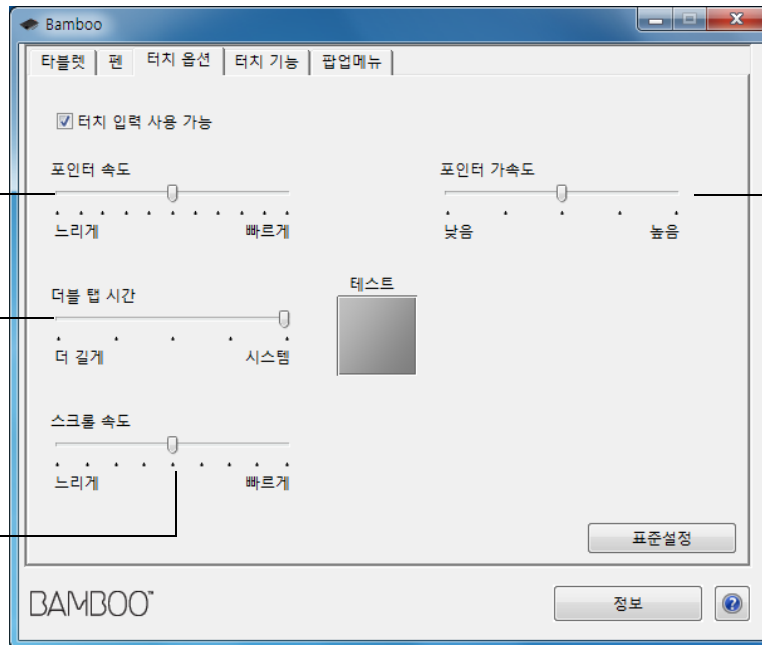 Bamboo
타블렛 펜 터치 옵션 터치 기능 팝업메뉴
터치 입력 사용 가능
포인터 속도
느리게 빠르게
포인터 가속도
낮음 높음
더블 탭 시간
더 길게 시스템
테스트
스크롤 속도
느리게 빠르게
표준설정
BAMBOO™
정보
?